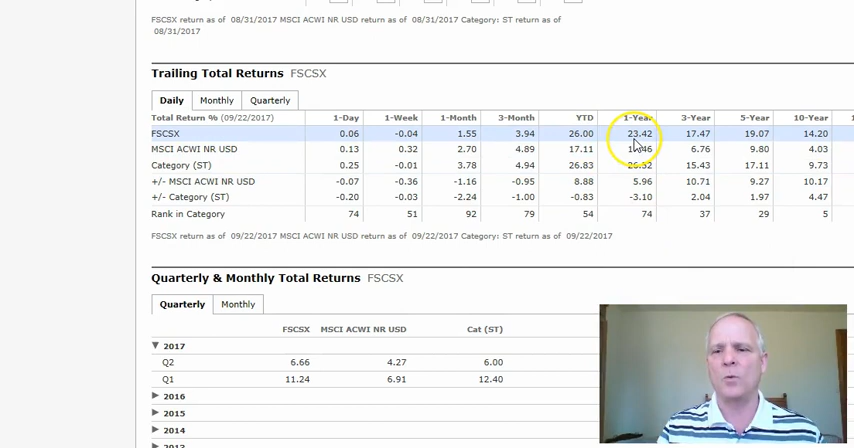 FSCSX return as of 08/31/2017 MSCI ACWI NR USD return as of 08/31/2017 Category: ST return as of
08/31/2017
Trailing Total Returns FSCSX
Daily Monthly Quarterly
Total Return % (09/22/2017) 1-Day 1-Week 1-Month 3-Month YTD 1-Year 3-Year 5-Year 10-Year
FSCSX 0.06 -0.04 1.55 3.94 26.00 23.42 17.47 19.07 14.20
MSCI ACWI NR USD 0.13 0.32 2.70 4.89 17.11 6.76 9.80 4.03
Category (ST) 0.25 -0.01 3.78 4.94 26.83 26.52 15.43 17.11 9.73
+/- MSCI ACWI NR USD -0.07 -0.36 -1.16 -0.95 8.88 5.96 10.71 9.27 10.17
+/- Category (ST) -0.20 -0.03 -2.24 -1.00 -0.83 -3.10 2.04 1.97 4.47
Rank in Category 74 51 92 79 54 74 37 29 5
FSCSX return as of 09/22/2017 MSCI ACWI NR USD return as of 09/22/2017 Category: ST return as of 09/22/2017
Quarterly & Monthly Total Returns FSCSX
Quarterly Monthly
FSCSX MSCI ACWI NR USD Cat (ST)
2017
Q2 6.66 4.27 6.00
Q1 11.24 6.91 12.40
2016
2015
2014